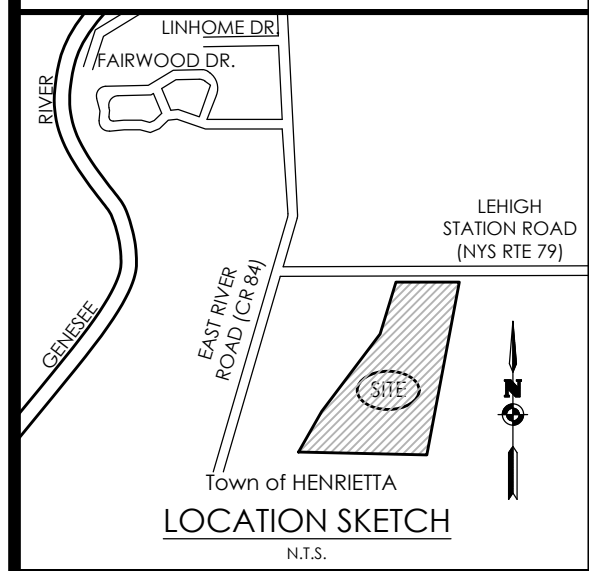 LINHOME DR.
FAIRWOOD DR.
RIVER
LEHIGH
STATION ROAD
(NYS RTE 79)
EAST RIVER
ROAD (CR 84)
GENESEE
SITE
N
Town of HENRIETTA
LOCATION SKETCH
N.T.S.